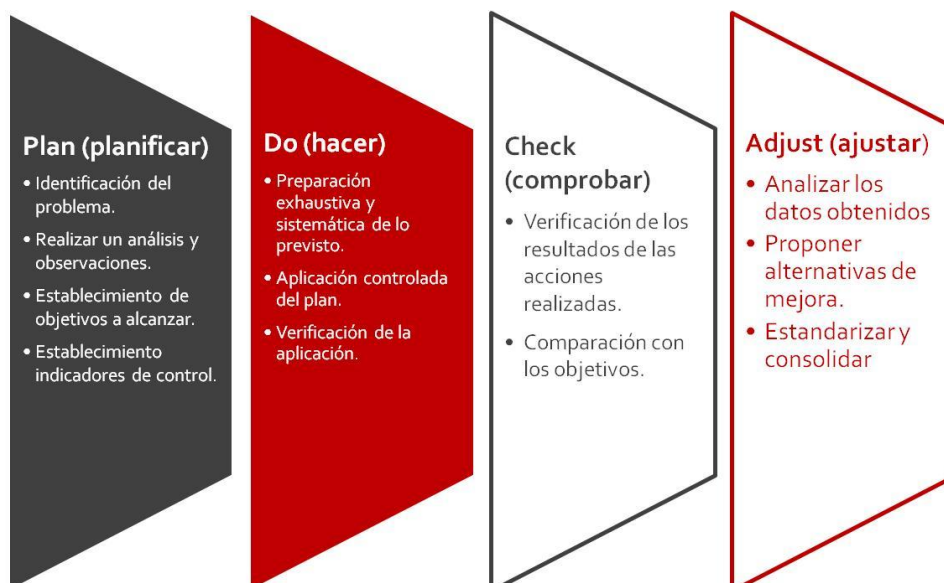 Plan (planificar)
• Identificación del
problema.
• Realizar un análisis y
observaciones.
• Establecimiento de
objetivos a alcanzar.
• Establecimiento
indicadores de control.
Do (hacer)
• Preparación
exhaustiva y
sistemática de lo
previsto.
• Aplicación controlada
del plan.
• Verificación de la
aplicación.
Check
(comprobar)
• Verificación de los
resultados de las
acciones
realizadas.
• Comparación con
los objetivos.
Adjust (ajustar)
• Analizar los
datos obtenidos
• Proponer
alternativas de
mejora.
• Estandarizar y
consolidar